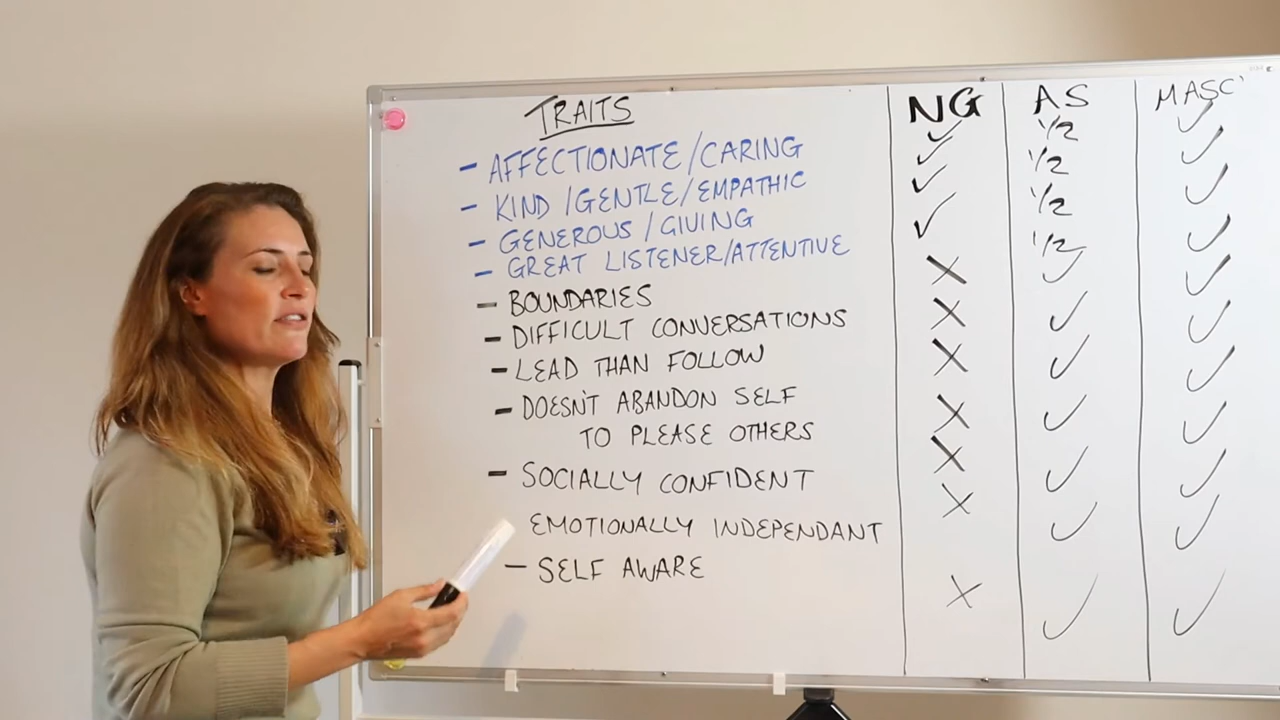 TRAITS NG AS MASC'
- AFFECTIONATE/CARING ✓ 1/2 ✓
- KIND/GENTLE/EMPATHIC ✓ 1/2 ✓
- GENEROUS/GIVING ✓ 1/2 ✓
- GREAT LISTENER/ATTENTIVE ✓ 1/2 ✓
- BOUNDARIES X ✓ ✓
- DIFFICULT CONVERSATIONS X ✓ ✓
- LEAD THAN FOLLOW X ✓ ✓
- DOESN'T ABANDON SELF
TO PLEASE OTHERS X ✓ ✓
- SOCIALLY CONFIDENT X ✓ ✓
EMOTIONALLY INDEPENDANT X ✓ ✓
- SELF AWARE X ✓ ✓